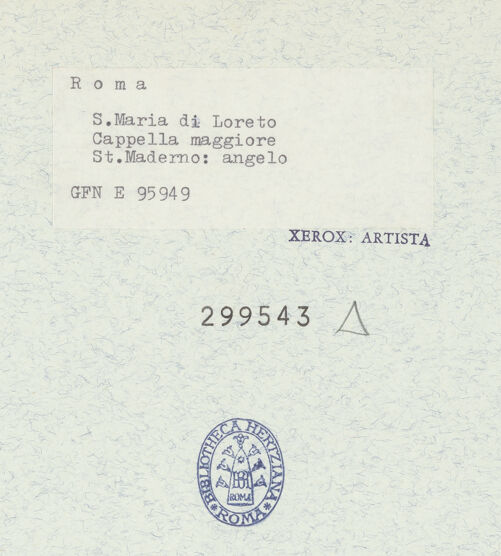 Roma
S.Maria di Loreto
Cappella maggiore
St.Maderno: angelo
GFN E 95949
XEROX: ARTISTA
299543
BIBLIOTHECA HERTZIANA
ROMA
ROMA